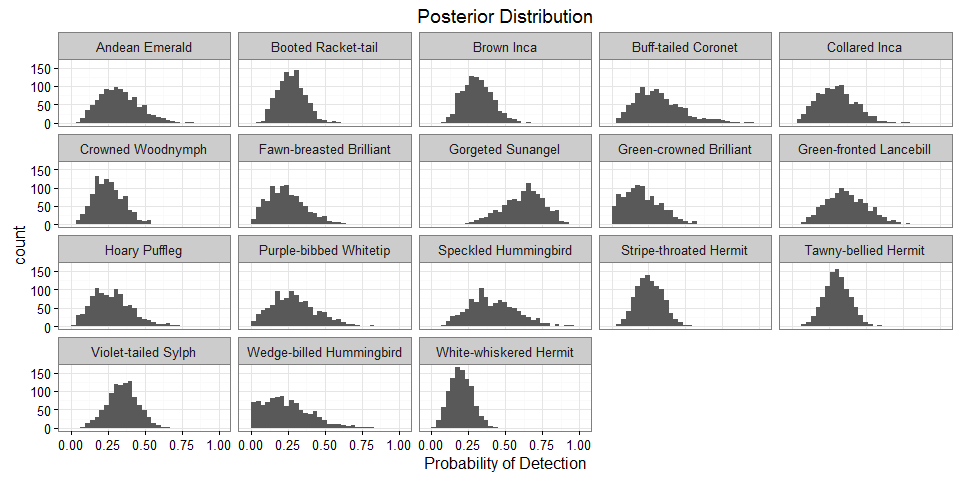 Posterior Distribution
Andean Emerald Booted Racket-tail Brown Inca Buff-tailed Coronet Collared Inca
150
100
50
0
Crowned Woodnymph Fawn-breasted Brilliant Gorgeted Sunangel Green-crowned Brilliant Green-fronted Lancebill
150
100
50
0
count
Hoary Puffleg Purple-bibbed Whitetip Speckled Hummingbird Stripe-throated Hermit Tawny-bellied Hermit
150
100
50
0
Violet-tailed Sylph Wedge-billed Hummingbird White-whiskered Hermit
150
100
50
0
0.00 0.25 0.50 0.75 1.00 0.00 0.25 0.50 0.75 1.00 0.00 0.25 0.50 0.75 1.00
Probability of Detection